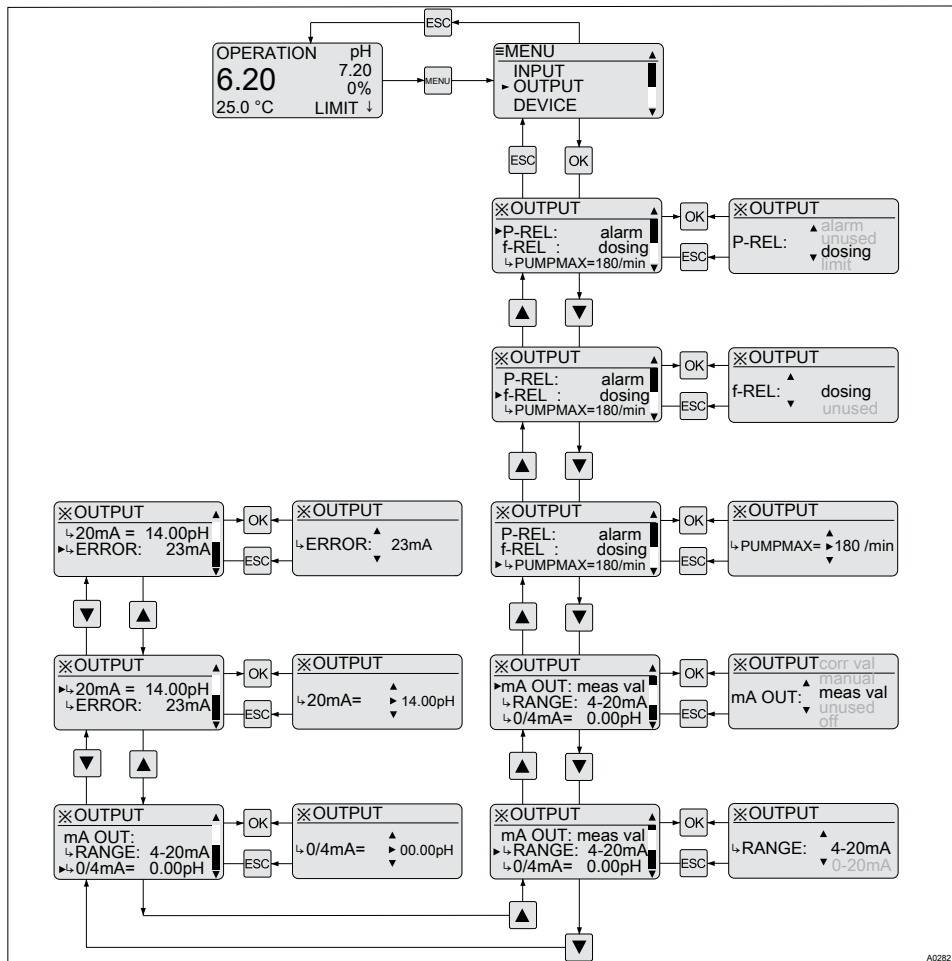 ESC
OPERATION pH
6.20 7.20
0%
25.0 °C LIMIT ↓
MENU
≡MENU ▲
INPUT
► OUTPUT
DEVICE ▼
ESC
OK
※OUTPUT ▲
►P-REL: alarm
f-REL : dosing
↳PUMPMAX=180/min ▼
OK
ESC
※OUTPUT
▲ alarm
unused
P-REL: dosing
▼ limit
▲ ▼
※OUTPUT ▲
P-REL: alarm
►f-REL : dosing
↳PUMPMAX=180/min ▼
OK
ESC
※OUTPUT
▲
f-REL: dosing
▼ unused
▲ ▼
※OUTPUT ▲
↳20mA = 14.00pH
►↳ERROR: 23mA ▼
OK
ESC
※OUTPUT
▲
↳ERROR: 23mA
▼
※OUTPUT ▲
P-REL: alarm
f-REL : dosing
►↳PUMPMAX=180/min ▼
OK
ESC
※OUTPUT
▲
↳PUMPMAX= ►180 /min
▼
▼ ▲
▲ ▼
※OUTPUT ▲
►↳20mA = 14.00pH
↳ERROR: 23mA ▼
OK
ESC
※OUTPUT
▲
↳20mA= ► 14.00pH
▼
※OUTPUT ▲
►mA OUT: meas val
↳RANGE: 4-20mA
↳0/4mA= 0.00pH ▼
OK
ESC
※OUTPUT corr val
▲ manual
mA OUT: meas val
▼ unused
off
▼ ▲
▲ ▼
※OUTPUT ▲
mA OUT:
↳RANGE: 4-20mA
►↳0/4mA= 0.00pH ▼
OK
ESC
※OUTPUT
▲
↳0/4mA= ► 00.00pH
▼
※OUTPUT ▲
mA OUT: meas val
►↳RANGE: 4-20mA
↳0/4mA= 0.00pH ▼
OK
ESC
※OUTPUT
▲
↳RANGE: 4-20mA
▼ 0-20mA
▲
▼
A0282